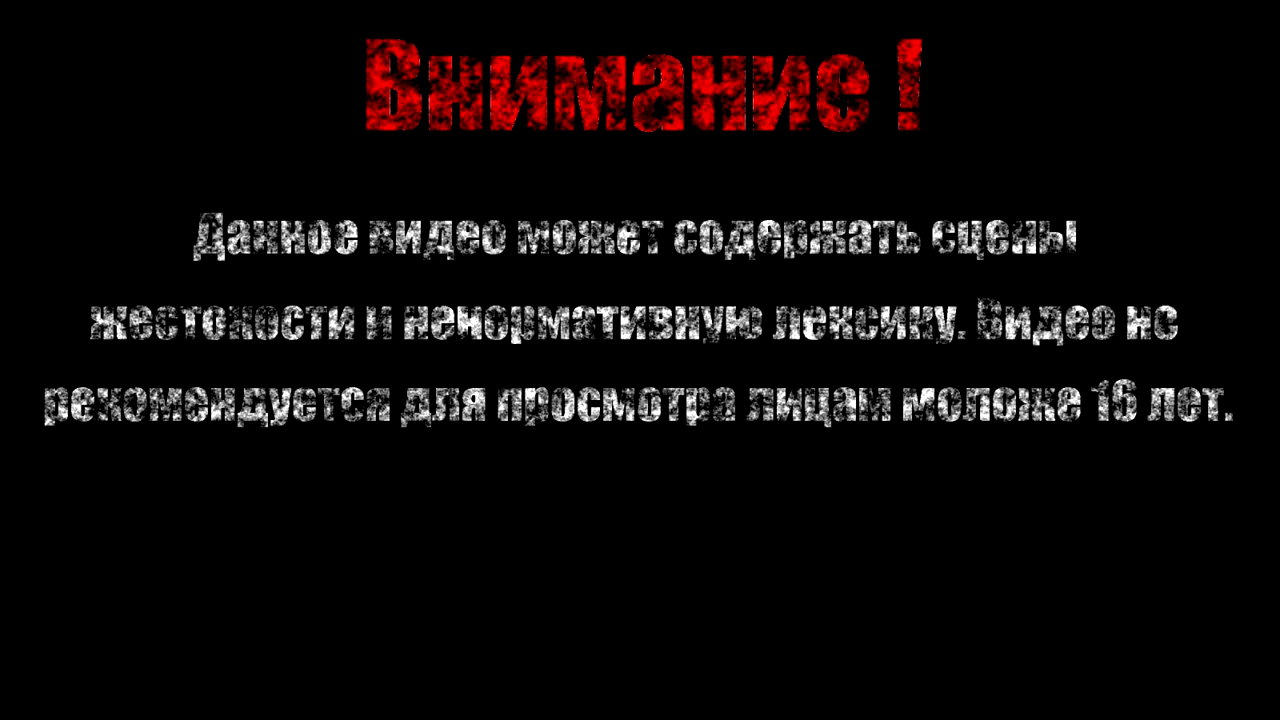 Внимание !
Данное видео может содержать сцены
жестокости и ненормативную лексику. Видео не
рекомендуется для просмотра лицам моложе 16 лет.